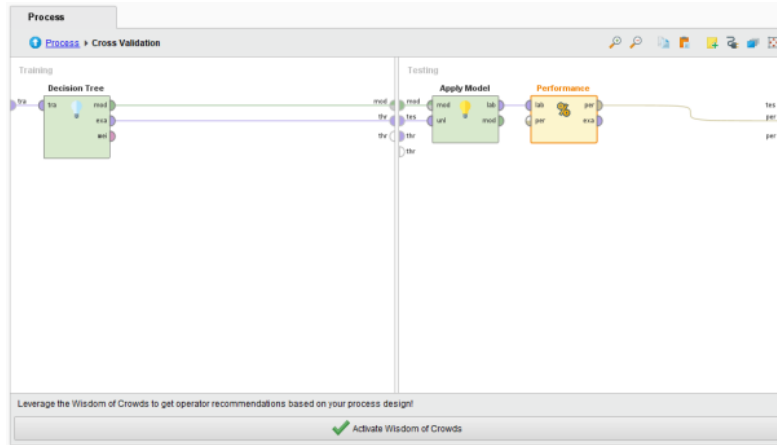 Process
Process ▸ Cross Validation
Training
Decision Tree
tra
tra
mod
exa
wei
mod
thr
thr
Testing
Apply Model
Performance
mod
tes
thr
thr
mod
uni
lab
mod
lab
per
per
exa
tes
per
per
Leverage the Wisdom of Crowds to get operator recommendations based on your process design!
Activate Wisdom of Crowds